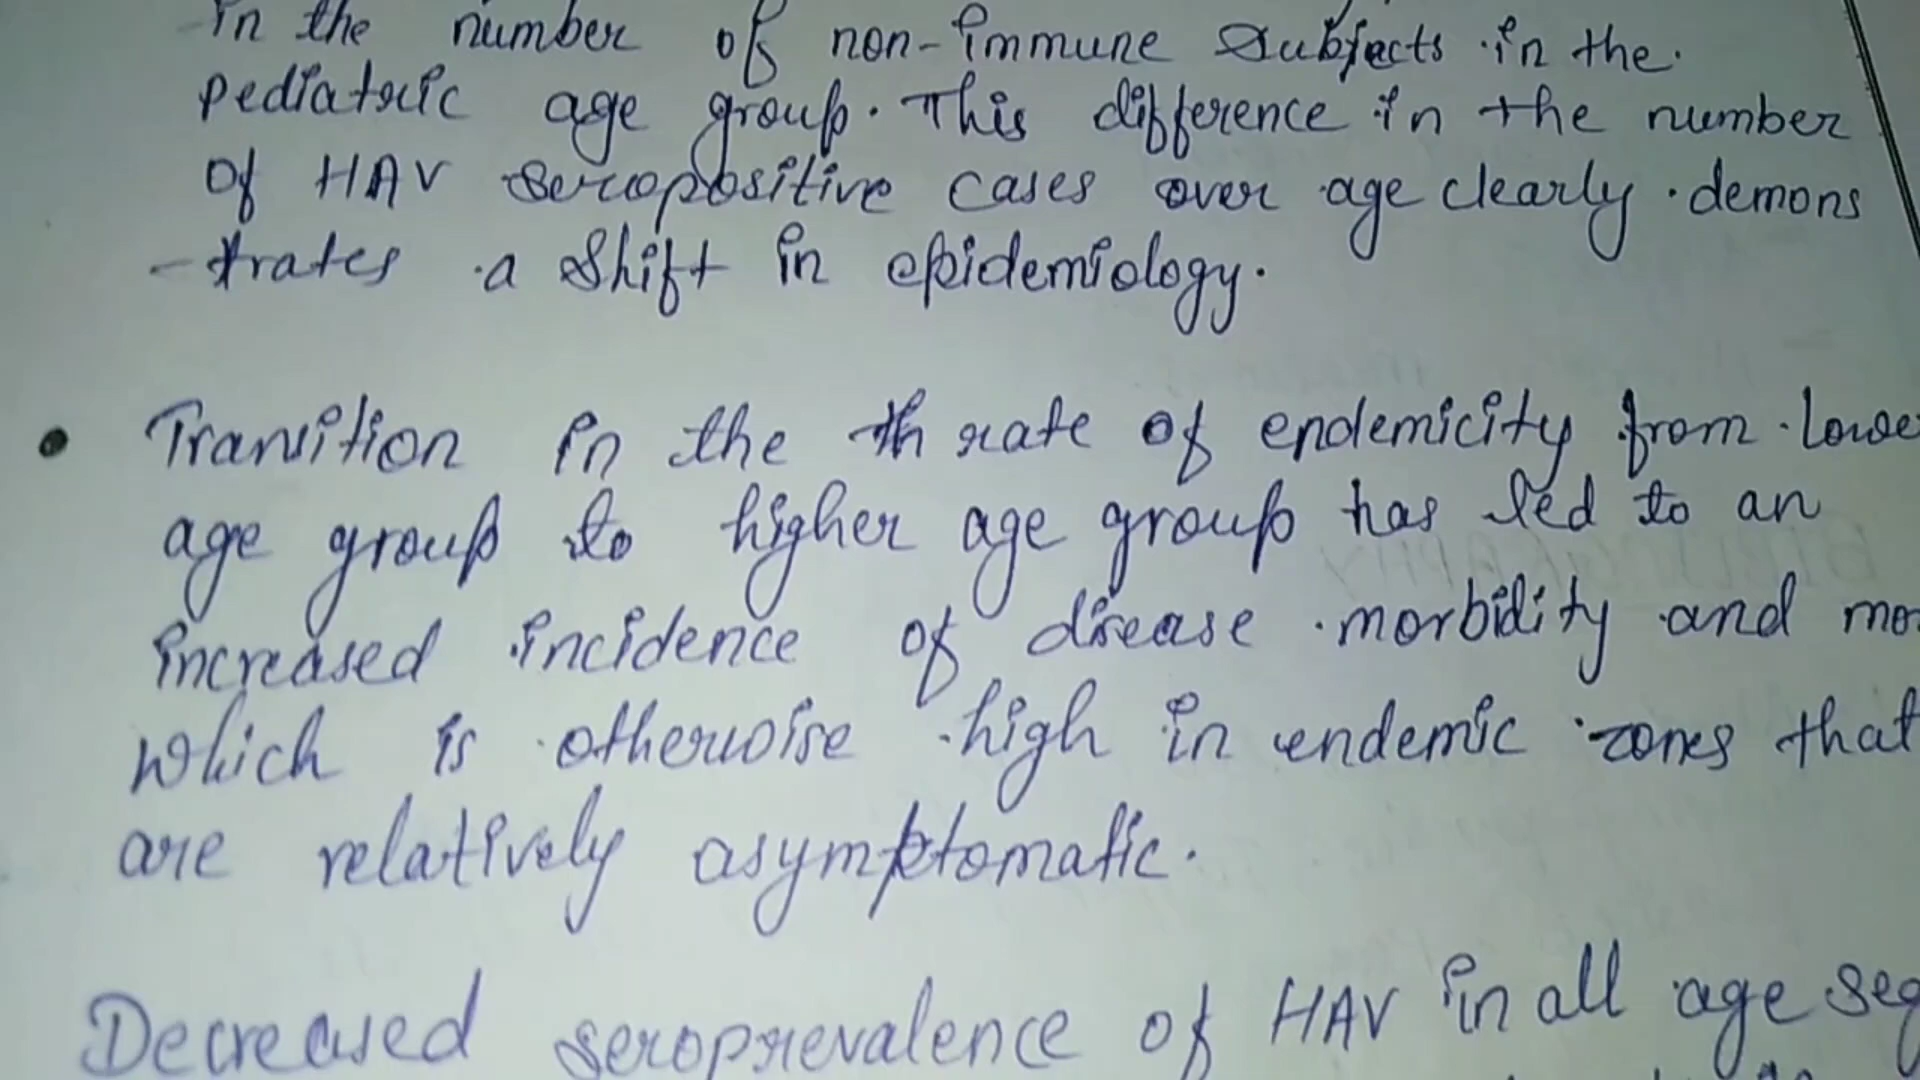 in the number of non-immune subjects in the.
pediatric age group. This difference in the number
of HAV seropositive cases over age clearly demons
-trates a shift in epidemiology.
• Transition in the rate of endemicity from lowe
age group to higher age group has led to an
increased incidence of disease morbidity and mo
which is otherwise high in endemic zones that
are relatively asymptomatic.
Decreased seroprevalence of HAV in all age seg